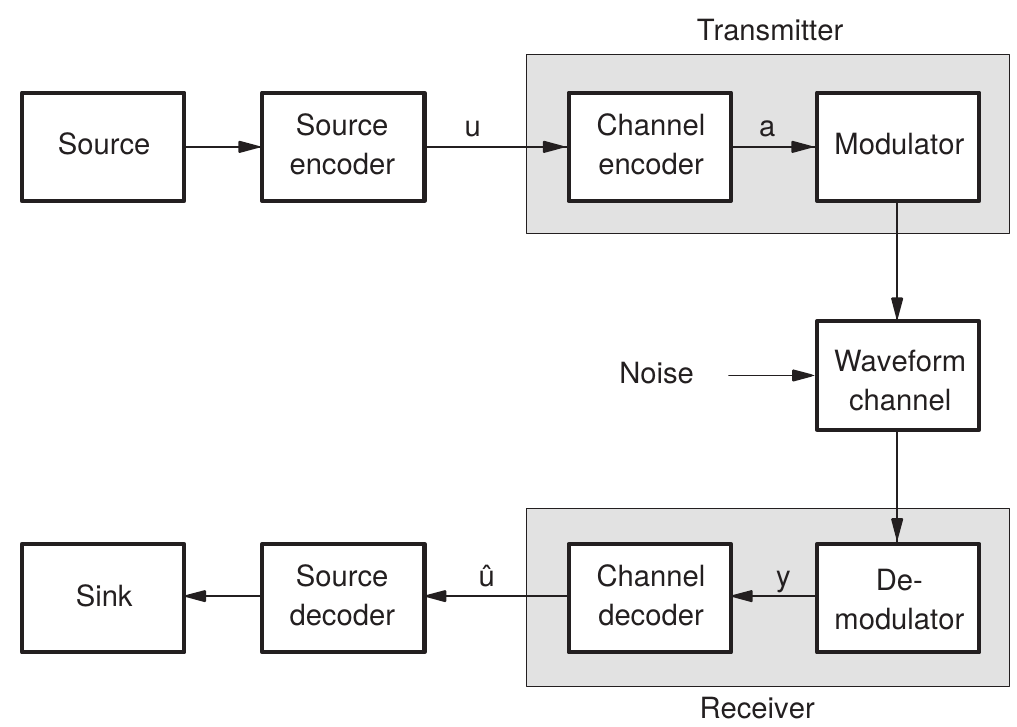 Transmitter
Source
Source
encoder
u
Channel
encoder
a
Modulator
Noise
Waveform
channel
Sink
Source
decoder
û
Channel
decoder
y
De-
modulator
Receiver